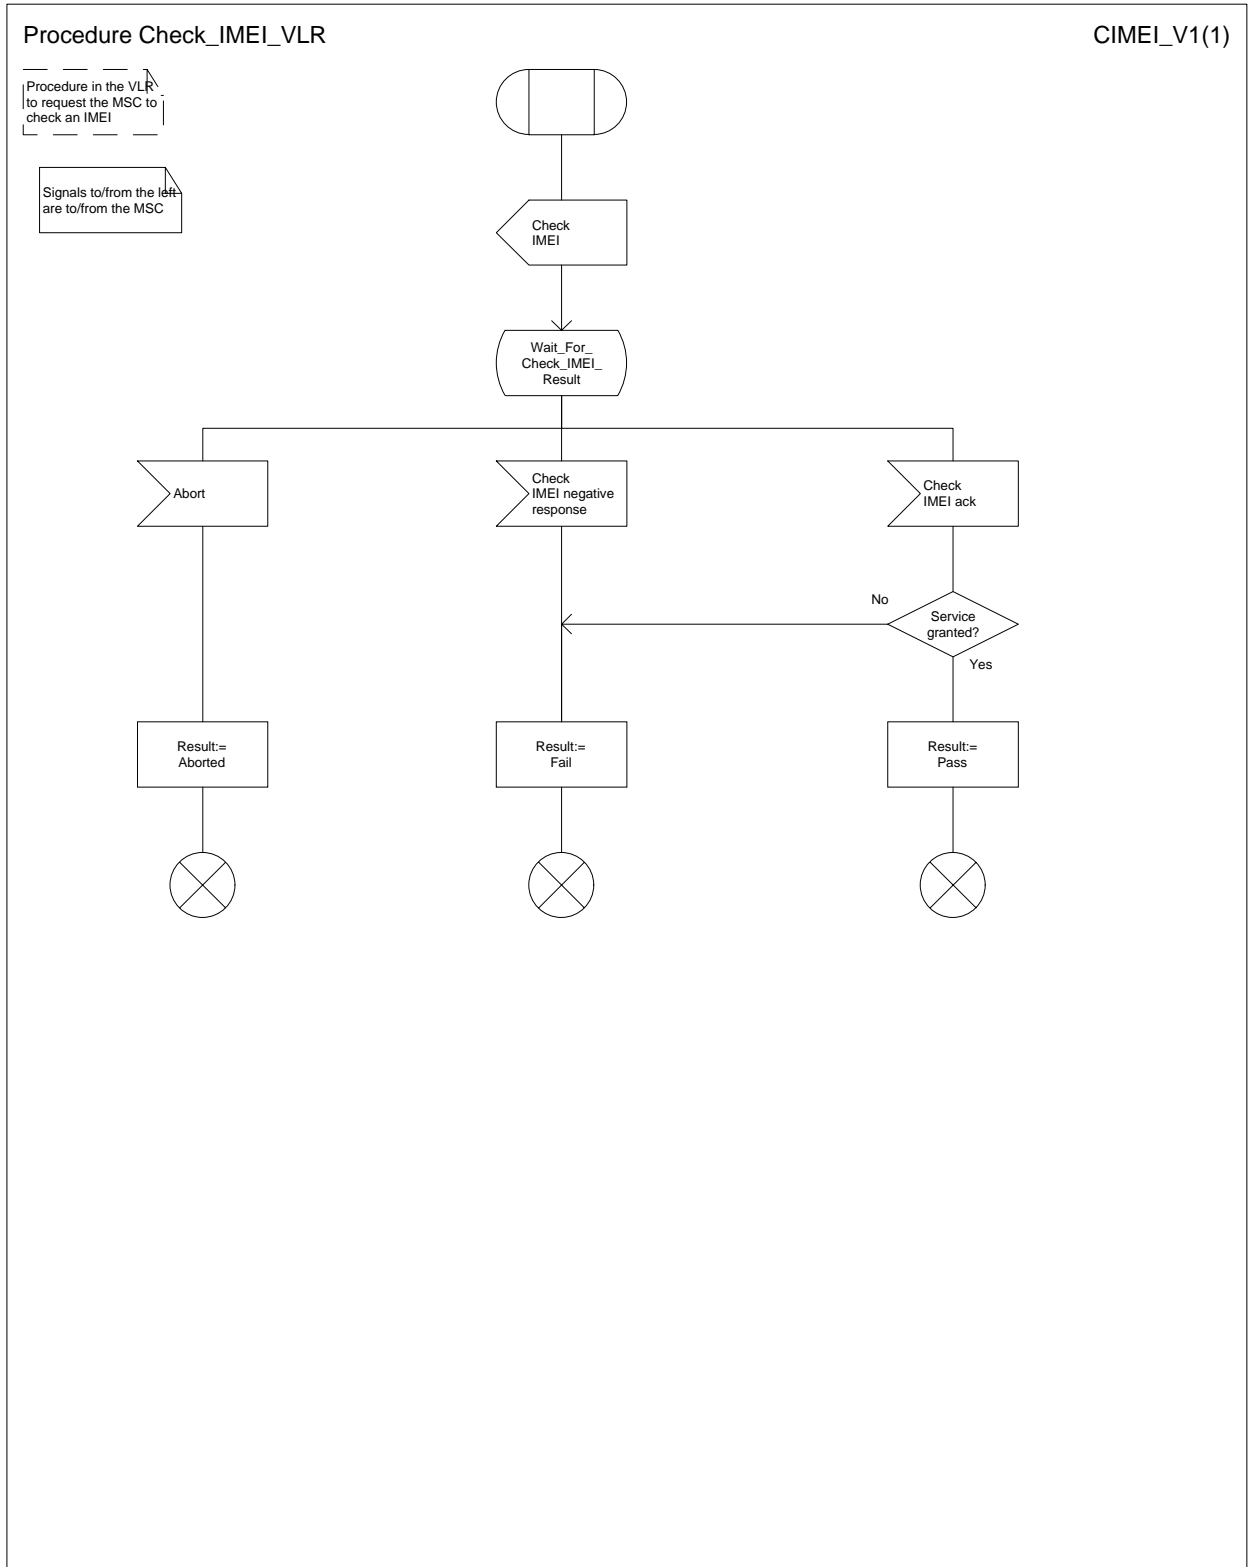 Procedure Check_IMEI_VLR
CIMEI_V1(1)
Procedure in the VLR
to request the MSC to
check an IMEI
Signals to/from the left
are to/from the MSC
Check
IMEI
Wait_For_
Check_IMEI_
Result
Abort
Check
IMEI negative
response
Check
IMEI ack
No
Service
granted?
Yes
Result:=
Aborted
Result:=
Fail
Result:=
Pass